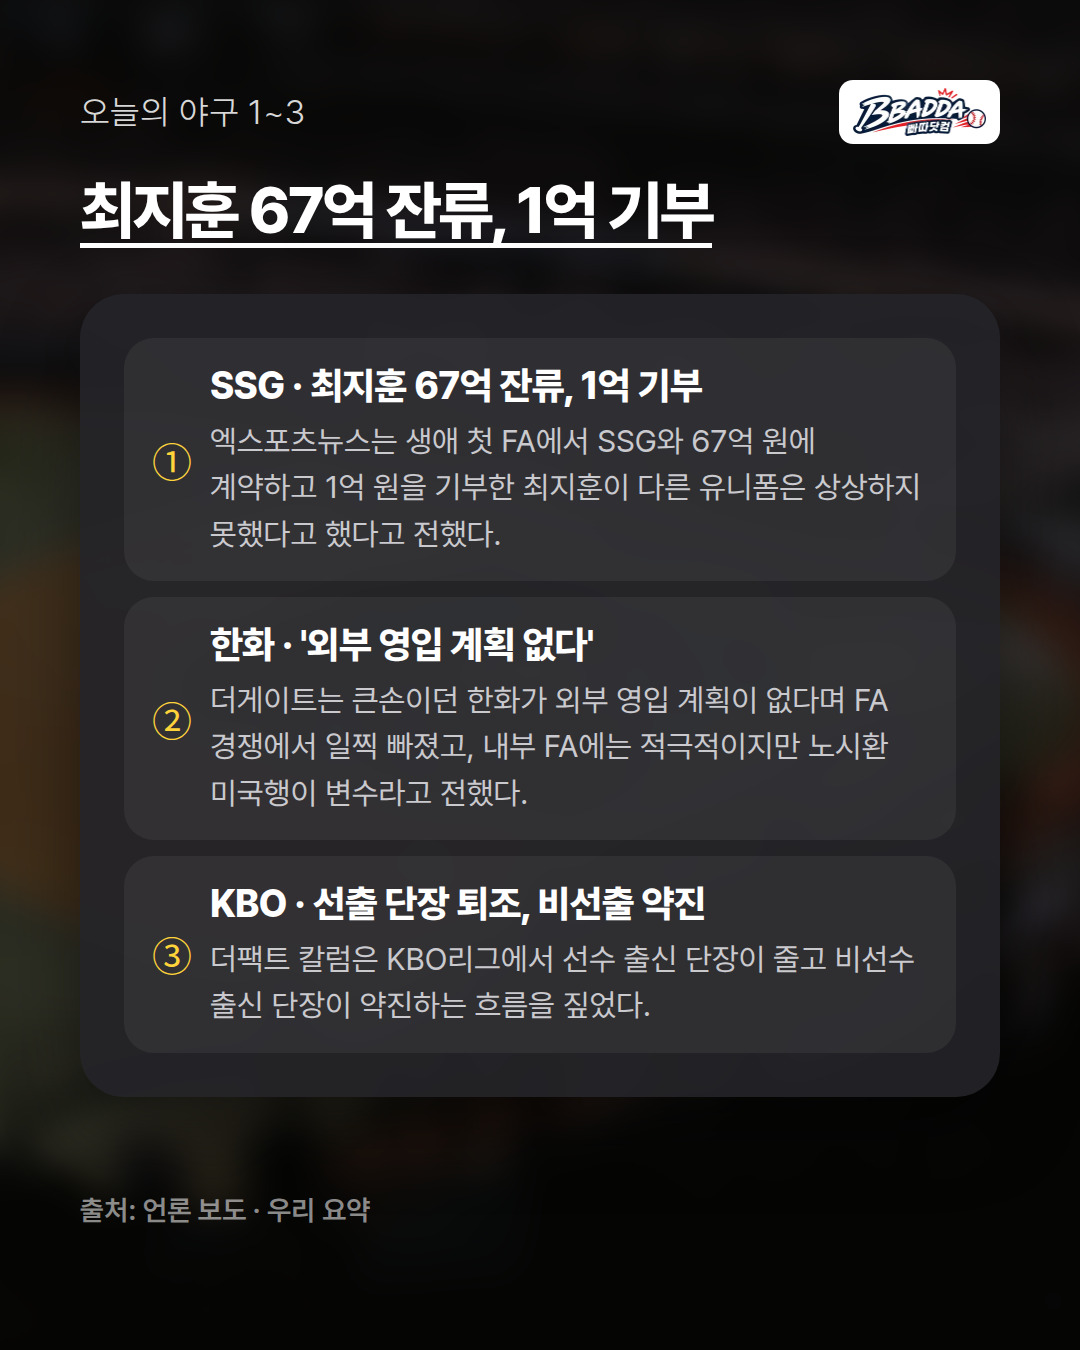 오늘의 야구 1~3
BBADDA
빠따닷컴
최지훈 67억 잔류, 1억 기부
SSG · 최지훈 67억 잔류, 1억 기부
① 엑스포츠뉴스는 생애 첫 FA에서 SSG와 67억 원에
계약하고 1억 원을 기부한 최지훈이 다른 유니폼은 상상하지
못했다고 했다고 전했다.
한화 · '외부 영입 계획 없다'
② 더게이트는 큰손이던 한화가 외부 영입 계획이 없다며 FA
경쟁에서 일찍 빠졌고, 내부 FA에는 적극적이지만 노시환
미국행이 변수라고 전했다.
KBO · 선출 단장 퇴조, 비선출 약진
③ 더팩트 칼럼은 KBO리그에서 선수 출신 단장이 줄고 비선수
출신 단장이 약진하는 흐름을 짚었다.
출처: 언론 보도 · 우리 요약